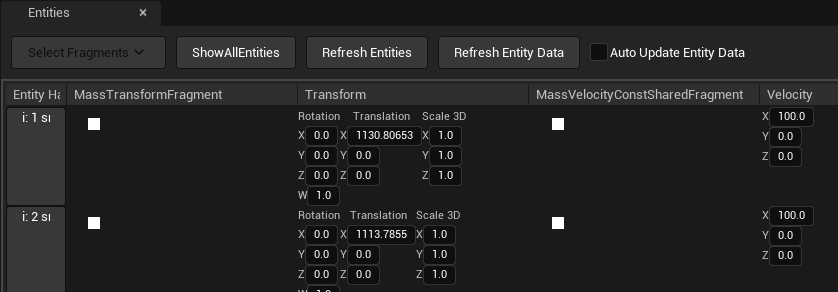 Entities ×
Select Fragments ShowAllEntities Refresh Entities Refresh Entity Data Auto Update Entity Data
Entity Ha MassTransformFragment Transform MassVelocityConstSharedFragment Velocity
i: 1 Rotation Translation Scale 3D X 100.0
X 0.0 X 1130.80653 X 1.0 Y 0.0
Y 0.0 Y 0.0 Y 1.0 Z 0.0
Z 0.0 Z 0.0 Z 1.0
W 1.0
i: 2 Rotation Translation Scale 3D X 100.0
X 0.0 X 1113.7855 X 1.0 Y 0.0
Y 0.0 Y 0.0 Y 1.0 Z 0.0
Z 0.0 Z 0.0 Z 1.0
W 1.0